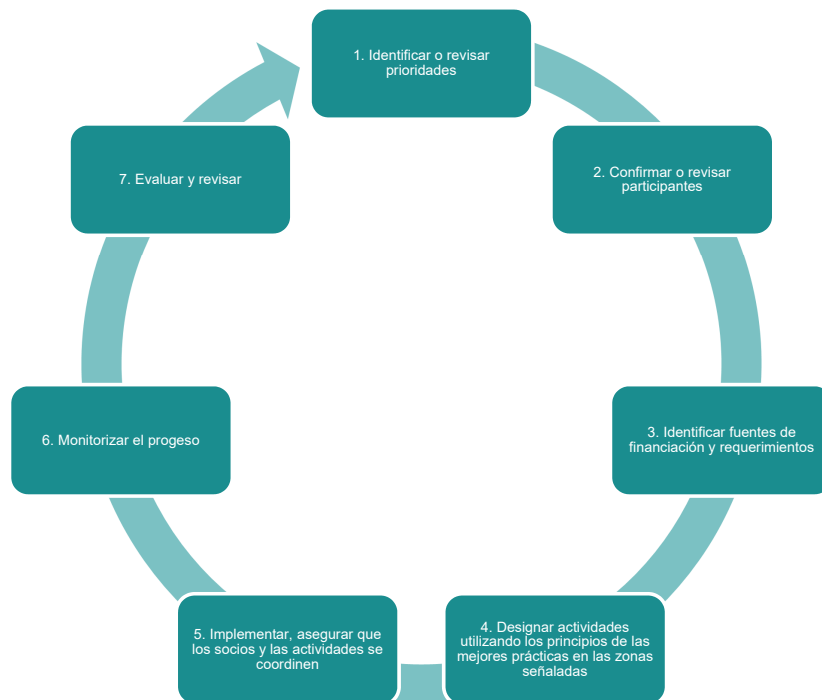 1. Identificar o revisar
prioridades
2. Confirmar o revisar
participantes
3. Identificar fuentes de
financiación y requerimientos
4. Designar actividades
utilizando los principios de las
mejores prácticas en las zonas
señaladas
5. Implementar, asegurar que
los socios y las actividades se
coordinen
6. Monitorizar el progeso
7. Evaluar y revisar